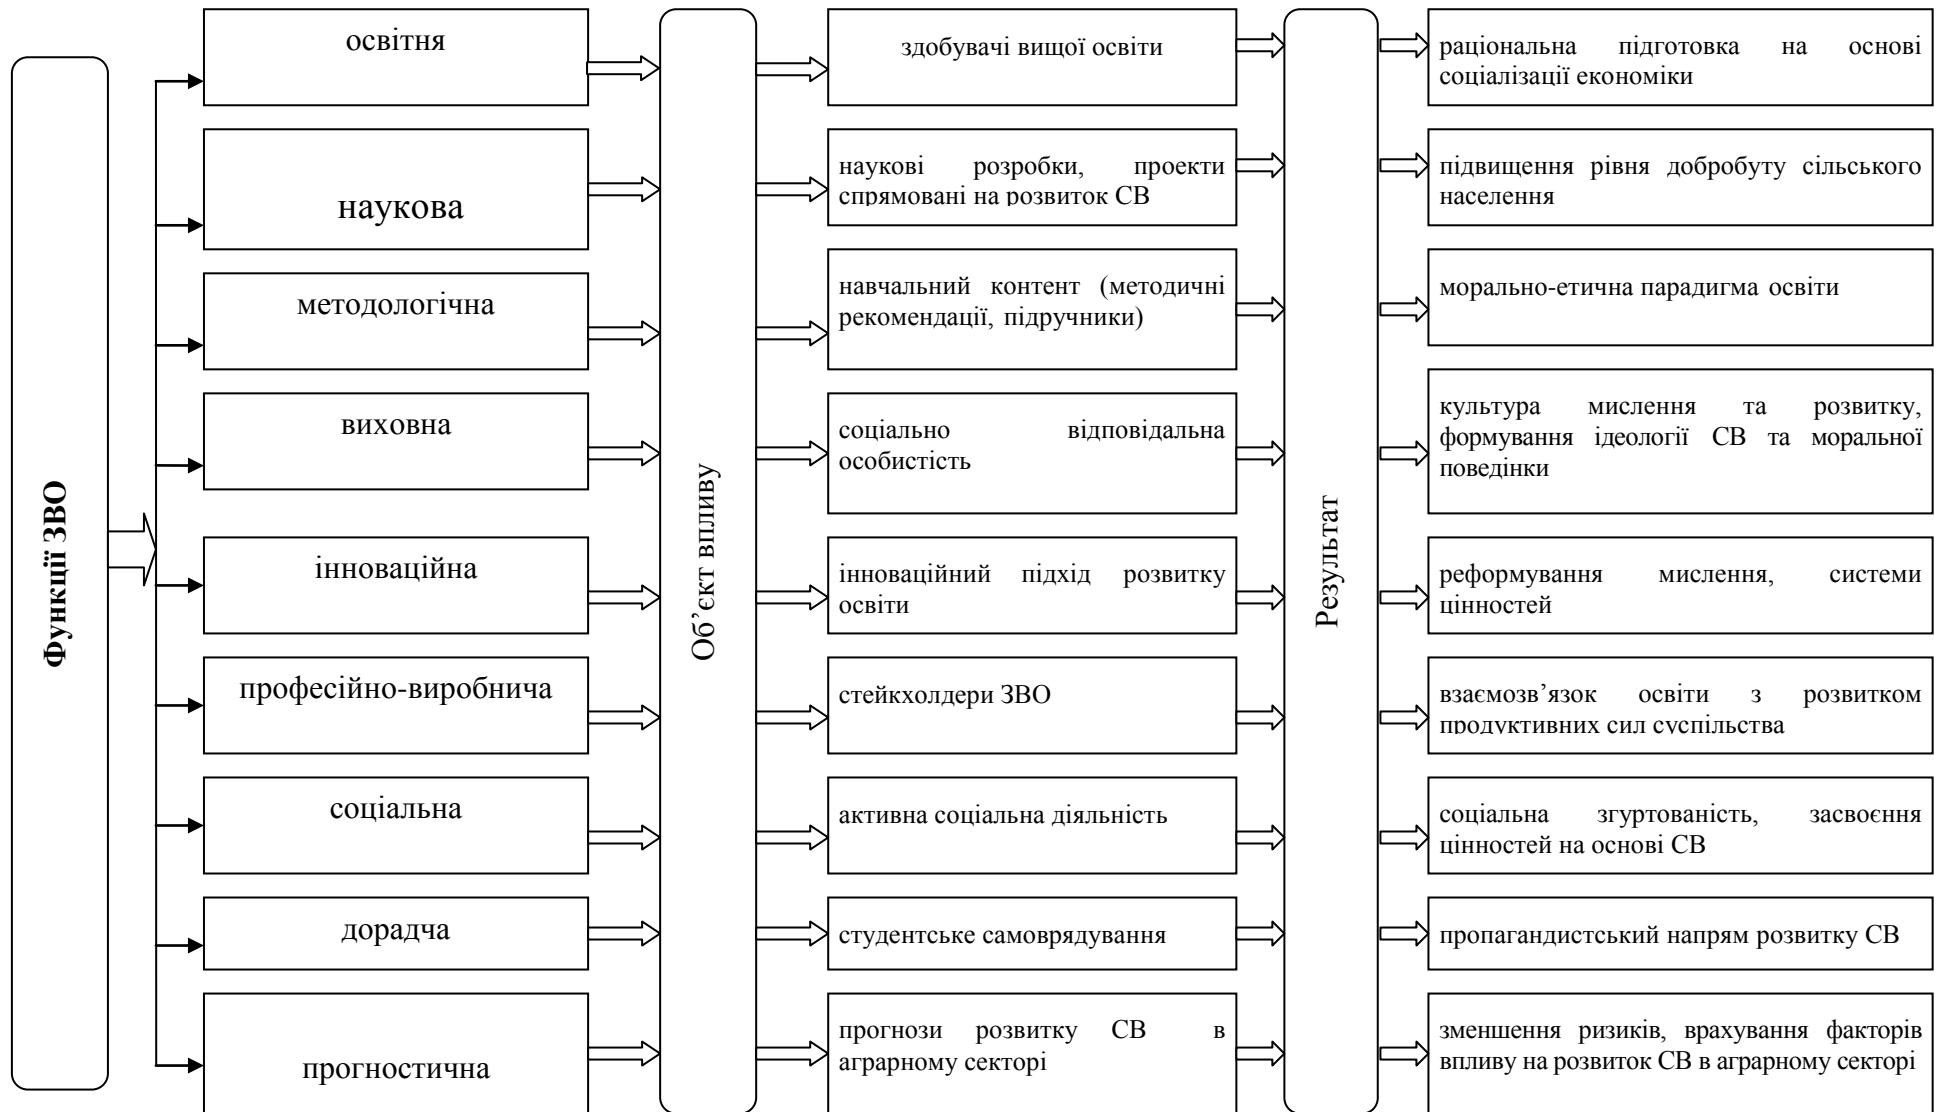 Функції ЗВО
освітня
наукова
методологічна
виховна
інноваційна
професійно-виробнича
соціальна
дорадча
прогностична
Об’єкт впливу
здобувачі вищої освіти
наукові розробки, проекти
спрямовані на розвиток СВ
навчальний контент (методичні
рекомендації, підручники)
соціально відповідальна
особистість
інноваційний підхід розвитку
освіти
стейкхолдери ЗВО
активна соціальна діяльність
студентське самоврядування
прогнози розвитку СВ в
аграрному секторі
Результат
раціональна підготовка на основі
соціалізації економіки
підвищення рівня добробуту сільського
населення
морально-етична парадигма освіти
культура мислення та розвитку,
формування ідеології СВ та моральної
поведінки
реформування мислення, системи
цінностей
взаємозв’язок освіти з розвитком
продуктивних сил суспільства
соціальна згуртованість, засвоєння
цінностей на основі СВ
пропагандистський напрям розвитку СВ
зменшення ризиків, врахування факторів
впливу на розвиток СВ в аграрному секторі